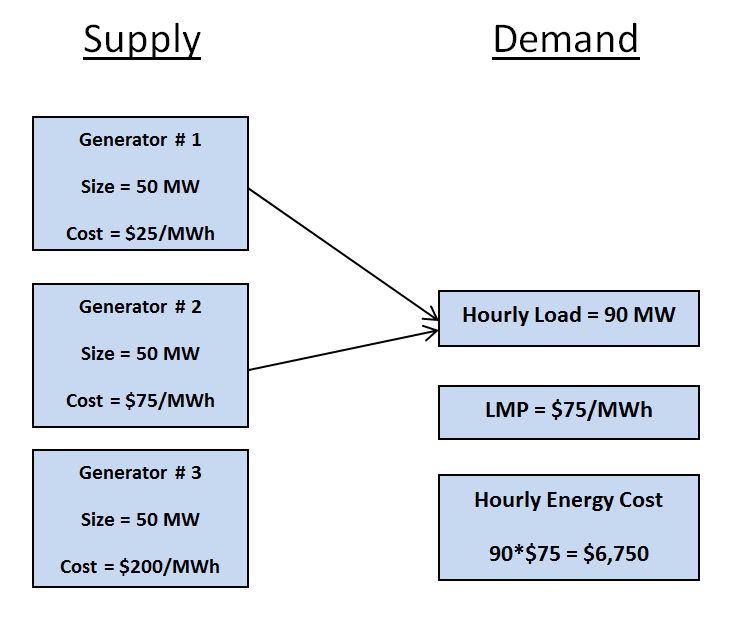 Supply
Demand
Generator # 1
Size = 50 MW
Cost = $25/MWh
Generator # 2
Size = 50 MW
Cost = $75/MWh
Generator # 3
Size = 50 MW
Cost = $200/MWh
Hourly Load = 90 MW
LMP = $75/MWh
Hourly Energy Cost
90*$75 = $6,750